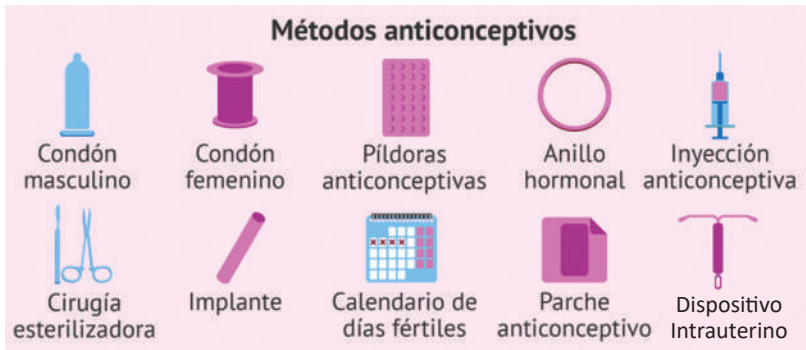 Métodos anticonceptivos
Condón
masculino
Condón
femenino
Píldoras
anticonceptivas
Anillo
hormonal
Inyección
anticonceptiva
Cirugía
esterilizadora
Implante
Calendario de
días fértiles
Parche
anticonceptivo
Dispositivo
Intrauterino